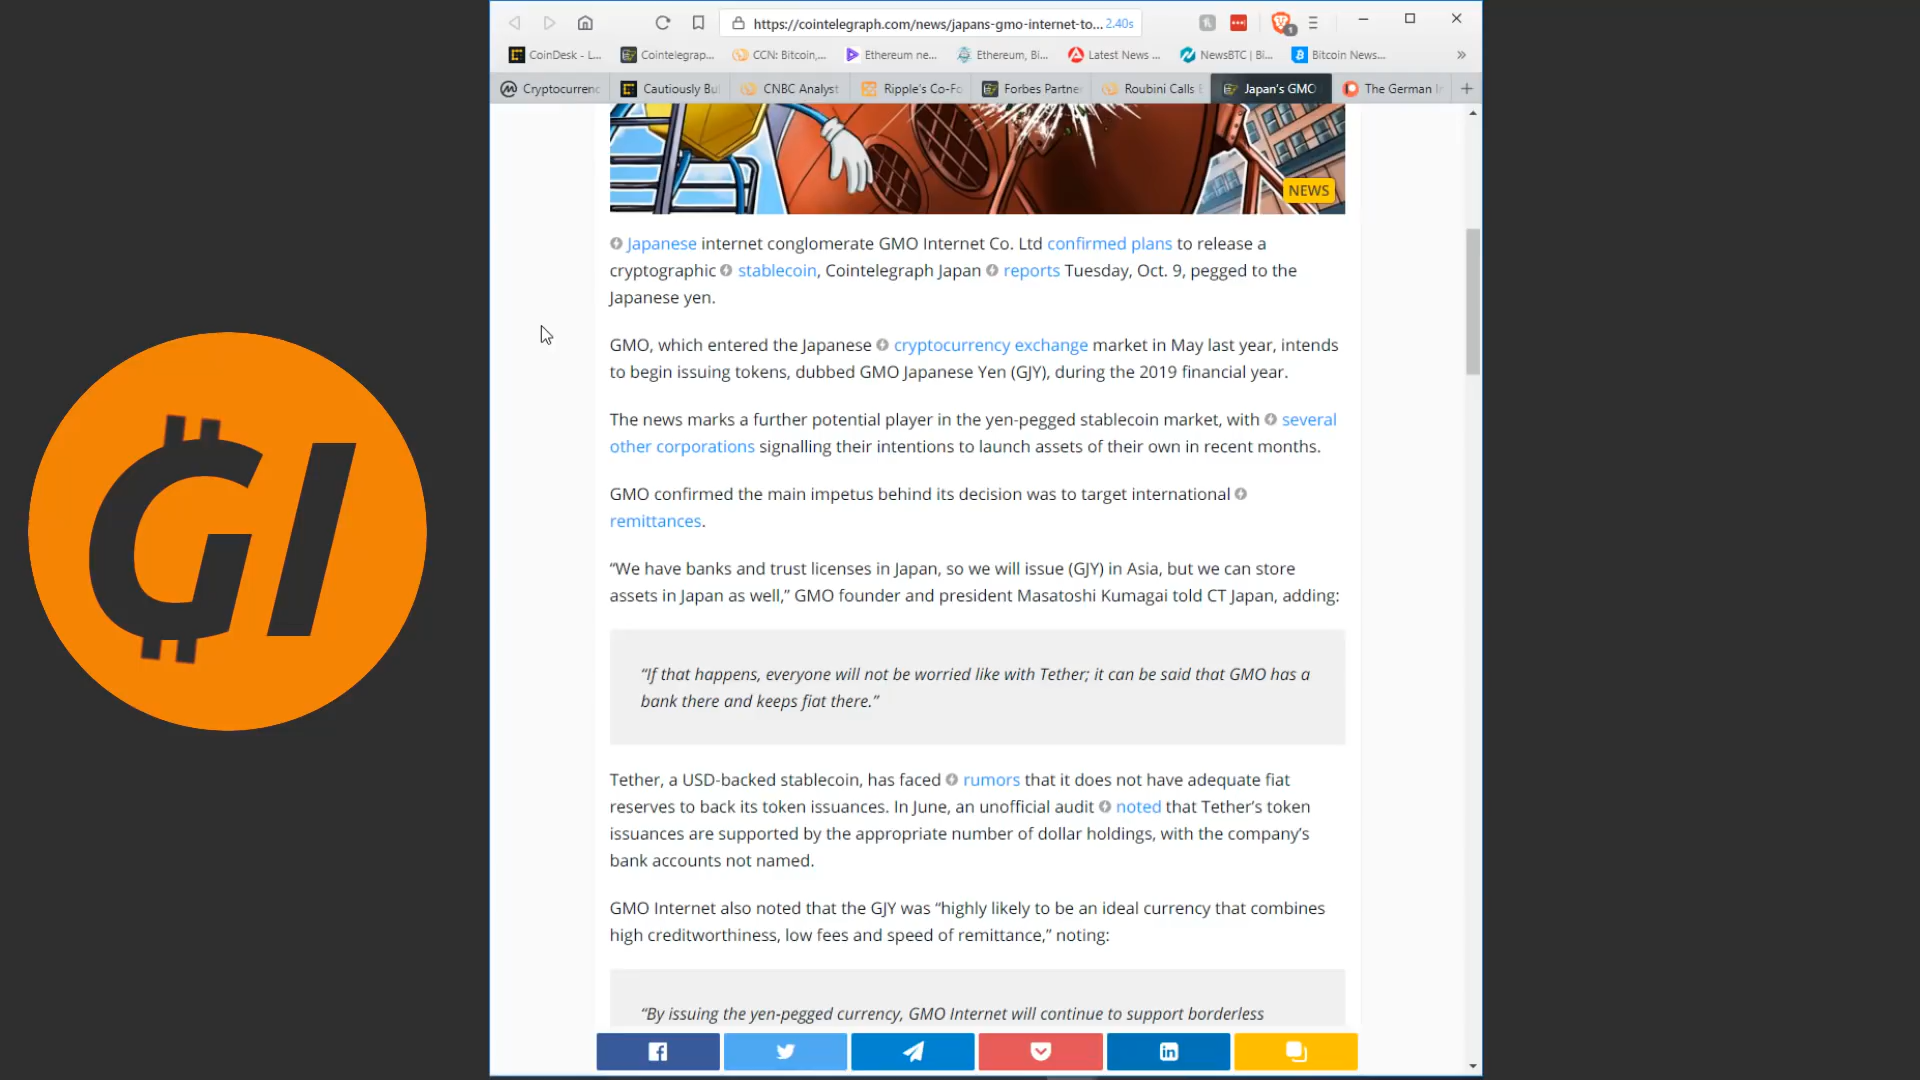 https://cointelegraph.com/news/japans-gmo-internet-to... 2.40s
CoinDesk - L... Cointelegrap... CCN: Bitcoin,... Ethereum ne... Ethereum, Bi... Latest News ... NewsBTC | Bi... Bitcoin News... »
Cryptocurrenc Cautiously Bu CNBC Analyst Ripple's Co-Fo Forbes Partne Roubini Calls Japan's GMO The German I
NEWS
Japanese internet conglomerate GMO Internet Co. Ltd confirmed plans to release a
cryptographic stablecoin, Cointelegraph Japan reports Tuesday, Oct. 9, pegged to the
Japanese yen.
GMO, which entered the Japanese cryptocurrency exchange market in May last year, intends
to begin issuing tokens, dubbed GMO Japanese Yen (GJY), during the 2019 financial year.
The news marks a further potential player in the yen-pegged stablecoin market, with several
other corporations signalling their intentions to launch assets of their own in recent months.
GMO confirmed the main impetus behind its decision was to target international
remittances.
“We have banks and trust licenses in Japan, so we will issue (GJY) in Asia, but we can store
assets in Japan as well,” GMO founder and president Masatoshi Kumagai told CT Japan, adding:
“If that happens, everyone will not be worried like with Tether; it can be said that GMO has a
bank there and keeps fiat there.”
Tether, a USD-backed stablecoin, has faced rumors that it does not have adequate fiat
reserves to back its token issuances. In June, an unofficial audit noted that Tether’s token
issuances are supported by the appropriate number of dollar holdings, with the company’s
bank accounts not named.
GMO Internet also noted that the GJY was “highly likely to be an ideal currency that combines
high creditworthiness, low fees and speed of remittance,” noting:
“By issuing the yen-pegged currency, GMO Internet will continue to support borderless
GI